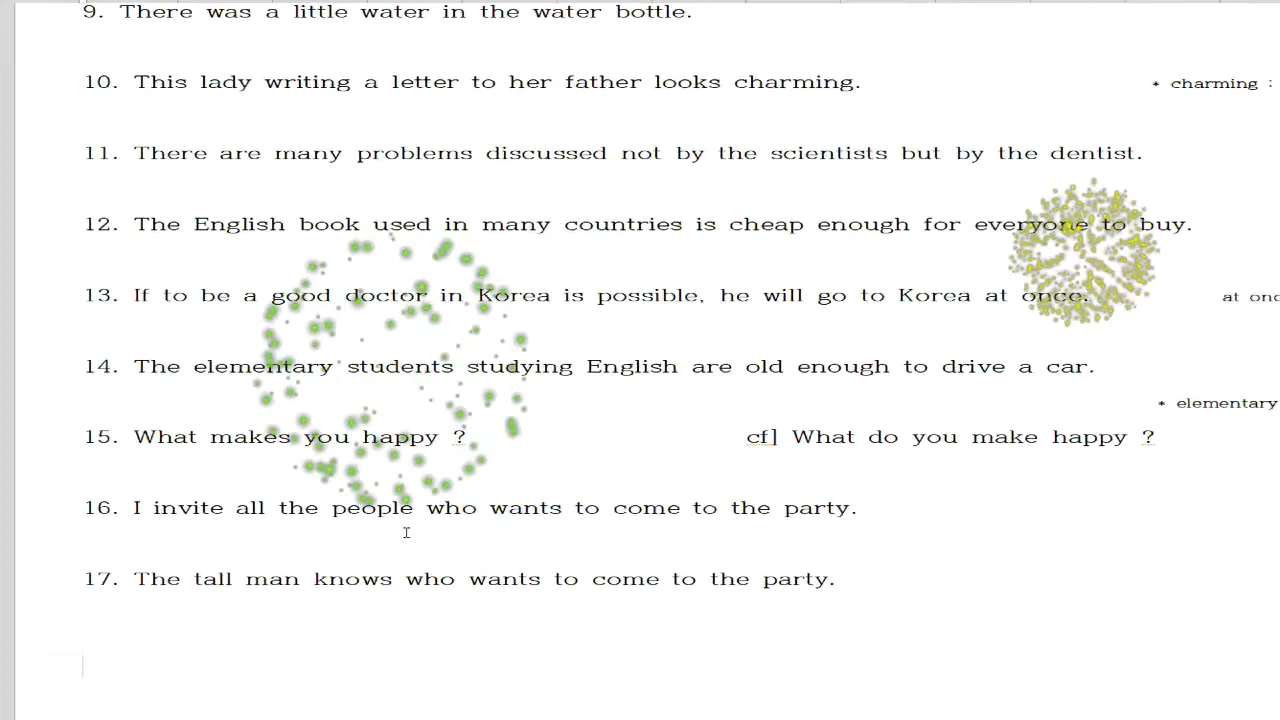 9. There was a little water in the water bottle.
10. This lady writing a letter to her father looks charming. * charming :
11. There are many problems discussed not by the scientists but by the dentist.
12. The English book used in many countries is cheap enough for everyone to buy.
13. If to be a good doctor in Korea is possible, he will go to Korea at once. at onc
14. The elementary students studying English are old enough to drive a car.
* elementary
15. What makes you happy ? cf] What do you make happy ?
16. I invite all the people who wants to come to the party.
17. The tall man knows who wants to come to the party.